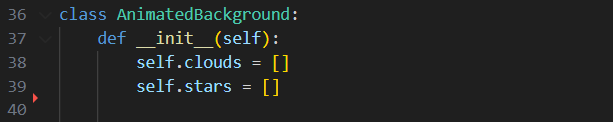 36 class AnimatedBackground:
37     def __init__(self):
38         self.clouds = []
39         self.stars = []
40